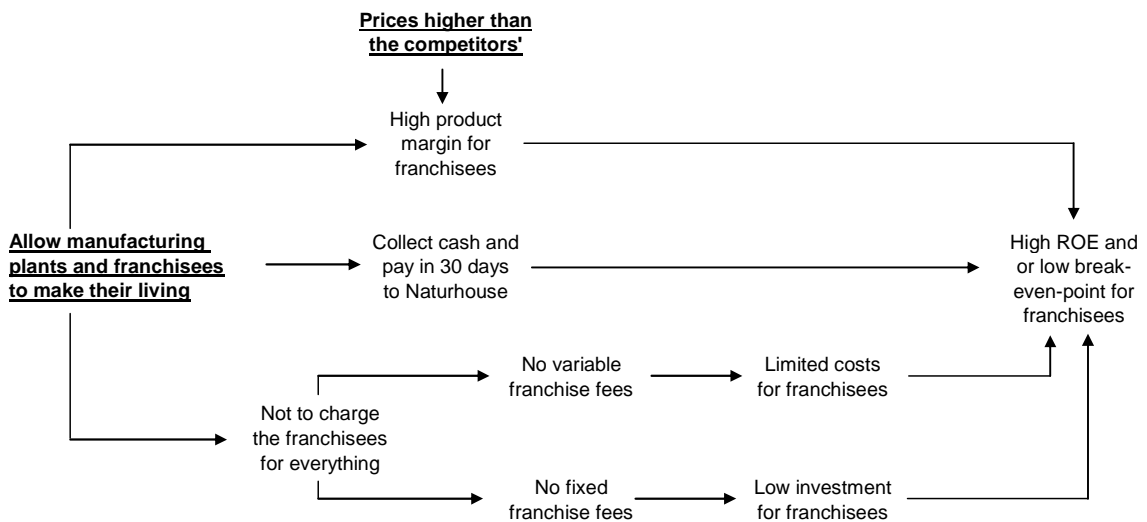 Prices higher than
the competitors'
High product
margin for
franchisees
Allow manufacturing
plants and franchisees
to make their living
Collect cash and
pay in 30 days
to Naturhouse
High ROE and
or low break-
even-point for
franchisees
No variable
franchise fees
Limited costs
for franchisees
Not to charge
the franchisees
for everything
No fixed
franchise fees
Low investment
for franchisees